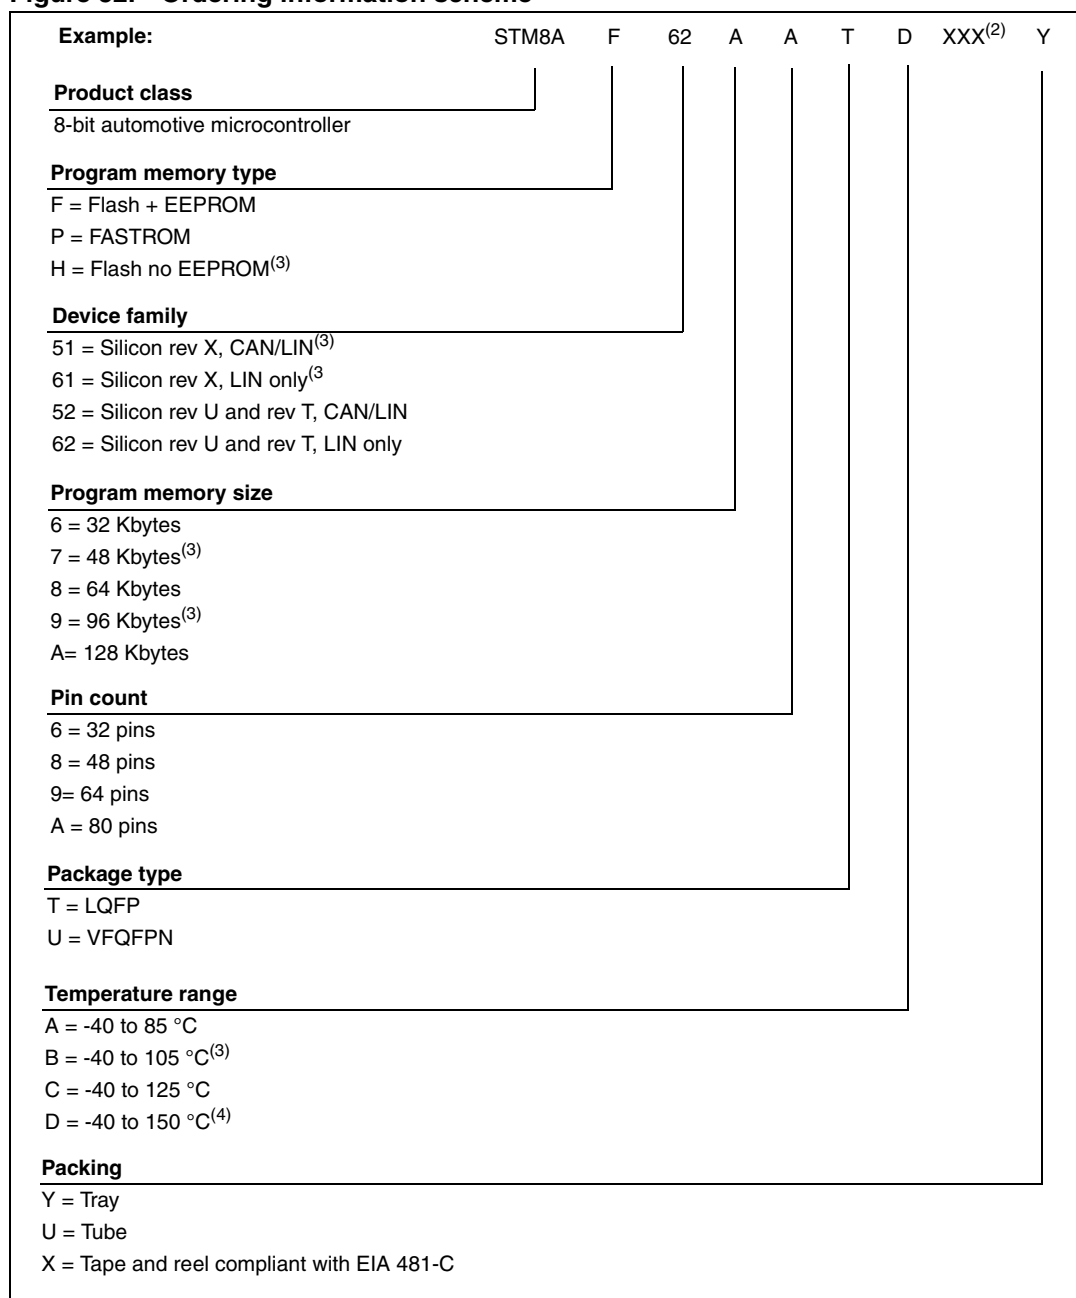 Figure 52. Ordering information scheme
Example: STM8A F 62 A A T D XXX(2) Y
Product class
8-bit automotive microcontroller
Program memory type
F = Flash + EEPROM
P = FASTROM
H = Flash no EEPROM(3)
Device family
51 = Silicon rev X, CAN/LIN(3)
61 = Silicon rev X, LIN only(3
52 = Silicon rev U and rev T, CAN/LIN
62 = Silicon rev U and rev T, LIN only
Program memory size
6 = 32 Kbytes
7 = 48 Kbytes(3)
8 = 64 Kbytes
9 = 96 Kbytes(3)
A= 128 Kbytes
Pin count
6 = 32 pins
8 = 48 pins
9= 64 pins
A = 80 pins
Package type
T = LQFP
U = VFQFPN
Temperature range
A = -40 to 85 °C
B = -40 to 105 °C(3)
C = -40 to 125 °C
D = -40 to 150 °C(4)
Packing
Y = Tray
U = Tube
X = Tape and reel compliant with EIA 481-C